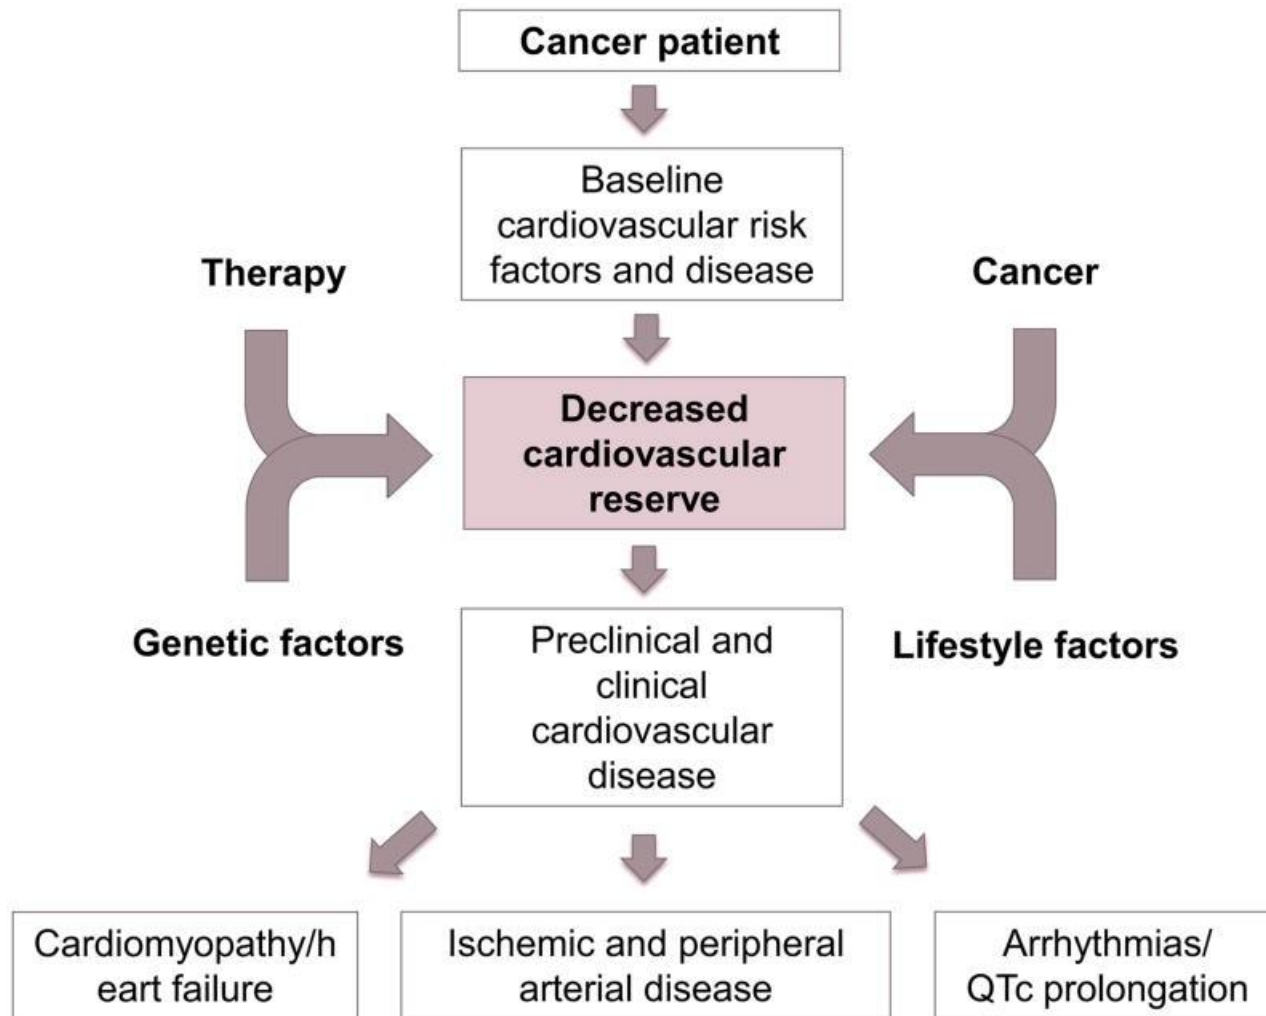 Cancer patient
Baseline
cardiovascular risk
factors and disease
Therapy
Cancer
Decreased
cardiovascular
reserve
Genetic factors
Lifestyle factors
Preclinical and
clinical
cardiovascular
disease
Cardiomyopathy/h
eart failure
Ischemic and peripheral
arterial disease
Arrhythmias/
QTc prolongation